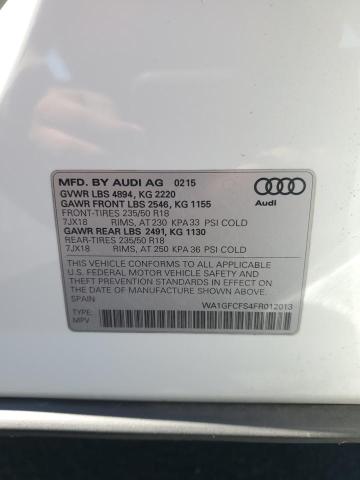 MFD. BY AUDI AG 0215
GVWR LBS 4894, KG 2220
GAWR FRONT LBS 2546, KG 1155
FRONT-TIRES 235/50 R18
7JX18 RIMS, AT 230 KPA 33 PSI COLD
GAWR REAR LBS 2491, KG 1130
REAR-TIRES 235/50 R18
7JX18 RIMS, AT 250 KPA 36 PSI COLD
Audi
THIS VEHICLE CONFORMS TO ALL APPLICABLE
U.S. FEDERAL MOTOR VEHICLE SAFETY AND
THEFT PREVENTION STANDARDS IN EFFECT ON
THE DATE OF MANUFACTURE SHOWN ABOVE.
SPAIN
WA1GFCFS4FR012013
TYPE:
MPV